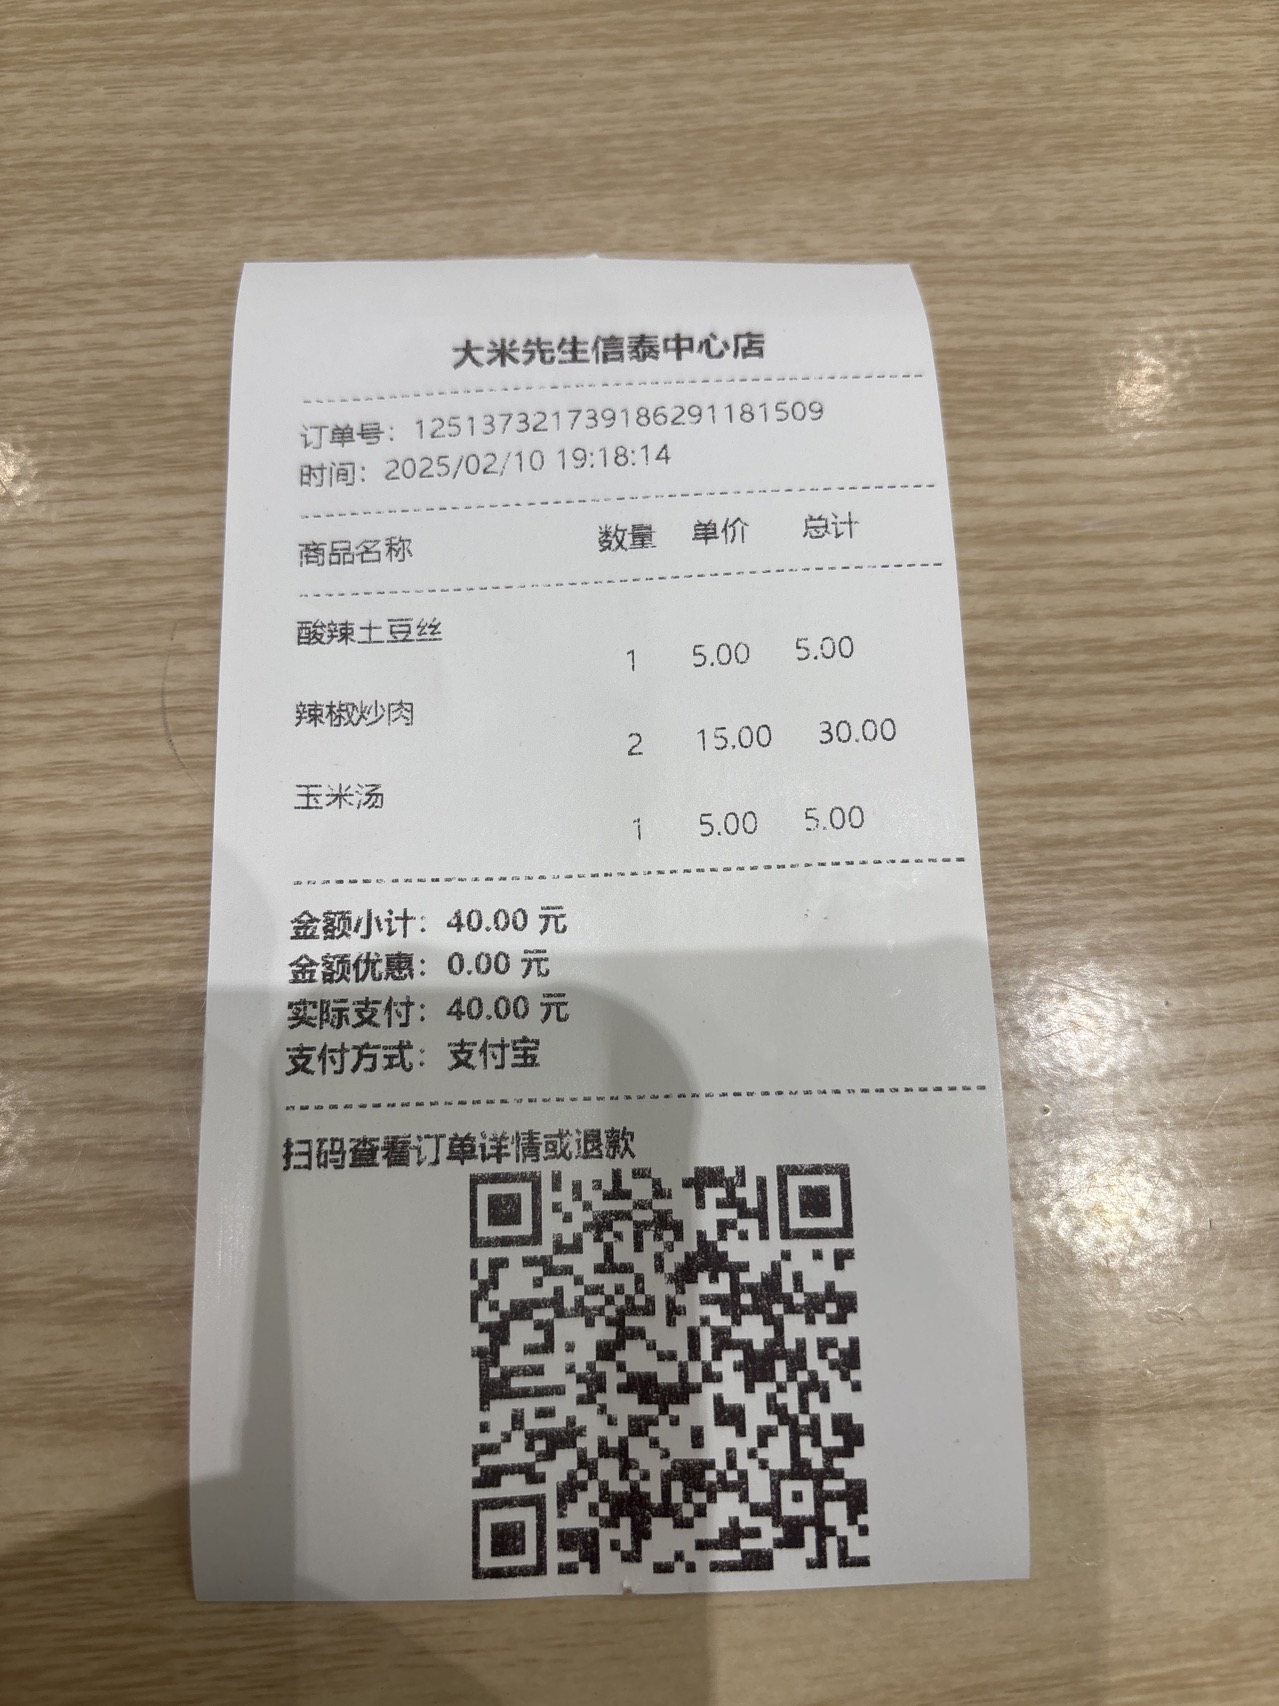 大米先生信泰中心店
订单号：125137321739186291181509
时间：2025/02/10 19:18:14
商品名称 数量 单价 总计
酸辣土豆丝
1 5.00 5.00
辣椒炒肉
2 15.00 30.00
玉米汤
1 5.00 5.00
金额小计：40.00 元
金额优惠：0.00 元
实际支付：40.00 元
支付方式：支付宝
扫码查看订单详情或退款